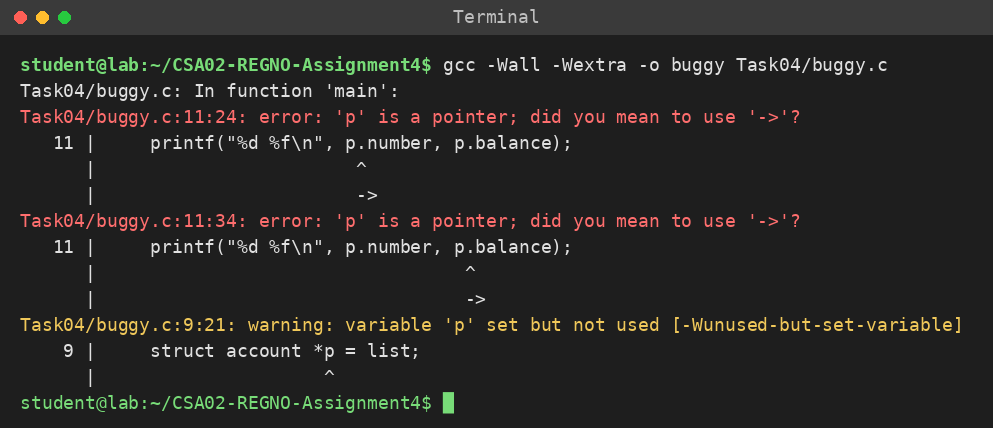 Terminal
student@lab:~/CSA02-REGNO-Assignment4$ gcc -Wall -Wextra -o buggy Task04/buggy.c
Task04/buggy.c: In function 'main':
Task04/buggy.c:11:24: error: 'p' is a pointer; did you mean to use '->'?
   11 |     printf("%d %f\n", p.number, p.balance);
      |                        ^
      |                        ->
Task04/buggy.c:11:34: error: 'p' is a pointer; did you mean to use '->'?
   11 |     printf("%d %f\n", p.number, p.balance);
      |                                  ^
      |                                  ->
Task04/buggy.c:9:21: warning: variable 'p' set but not used [-Wunused-but-set-variable]
    9 |     struct account *p = list;
      |                     ^
student@lab:~/CSA02-REGNO-Assignment4$